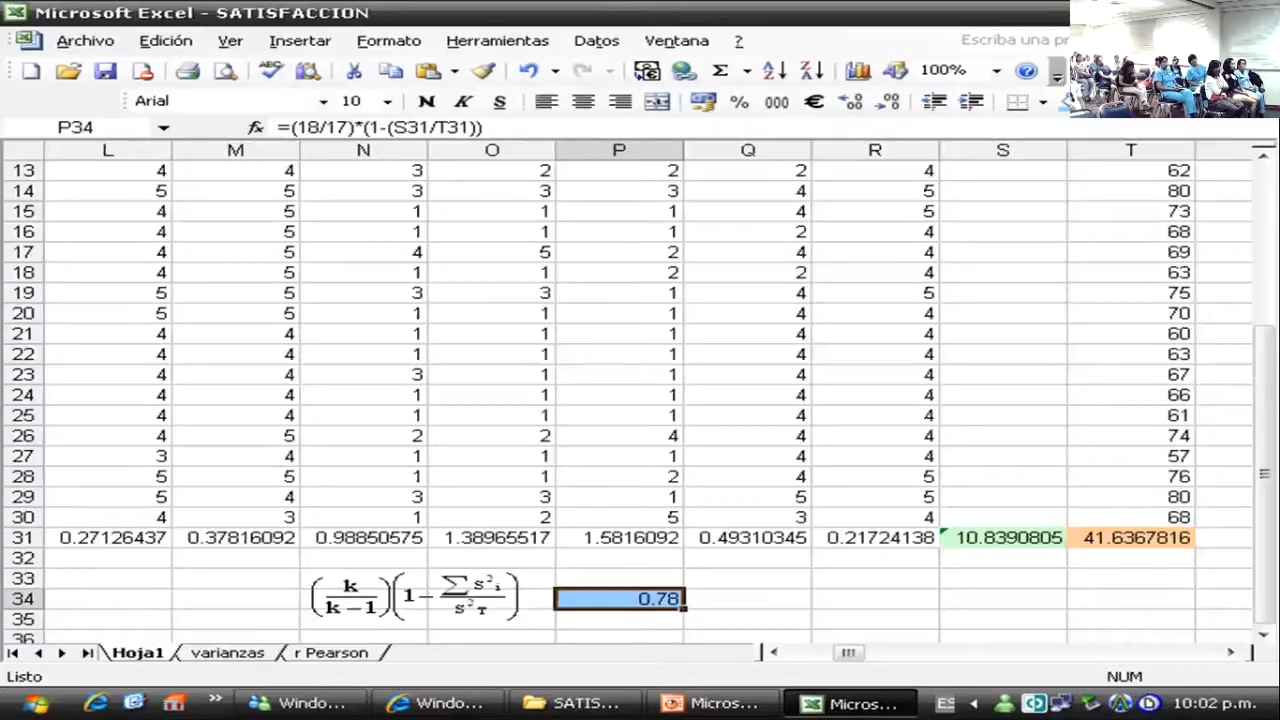 Microsoft Excel - SATISFACCION
Archivo Edición Ver Insertar Formato Herramientas Datos Ventana ? Escriba una pr
100%
Arial 10 N K S % 000 €
P34 fx =(18/17)*(1-(S31/T31))
L M N O P Q R S T
13 4 4 3 2 2 2 4 62
14 5 5 3 3 3 4 5 80
15 4 5 1 1 1 4 5 73
16 4 5 1 1 1 2 4 68
17 4 5 4 5 2 4 4 69
18 4 5 1 1 2 2 4 63
19 5 5 3 3 1 4 5 75
20 5 5 1 1 1 4 4 70
21 4 4 1 1 1 4 4 60
22 4 4 1 1 1 4 4 63
23 4 4 3 1 1 4 4 67
24 4 4 1 1 1 4 4 66
25 4 4 1 1 1 4 4 61
26 4 5 2 2 4 4 4 74
27 3 4 1 1 1 4 4 57
28 5 5 1 1 2 4 5 76
29 5 4 3 3 1 5 5 80
30 4 3 1 2 5 3 4 68
31 0.27126437 0.37816092 0.98850575 1.38965517 1.5816092 0.49310345 0.21724138 10.8390805 41.6367816
32
33
34 (k / k − 1)(1 − ∑ s²i / s²T) 0.78
35
36
Hoja1 varianzas r Pearson
Listo NUM
Windo... Windo... SATIS... Micros... Micros... ES 10:02 p.m.